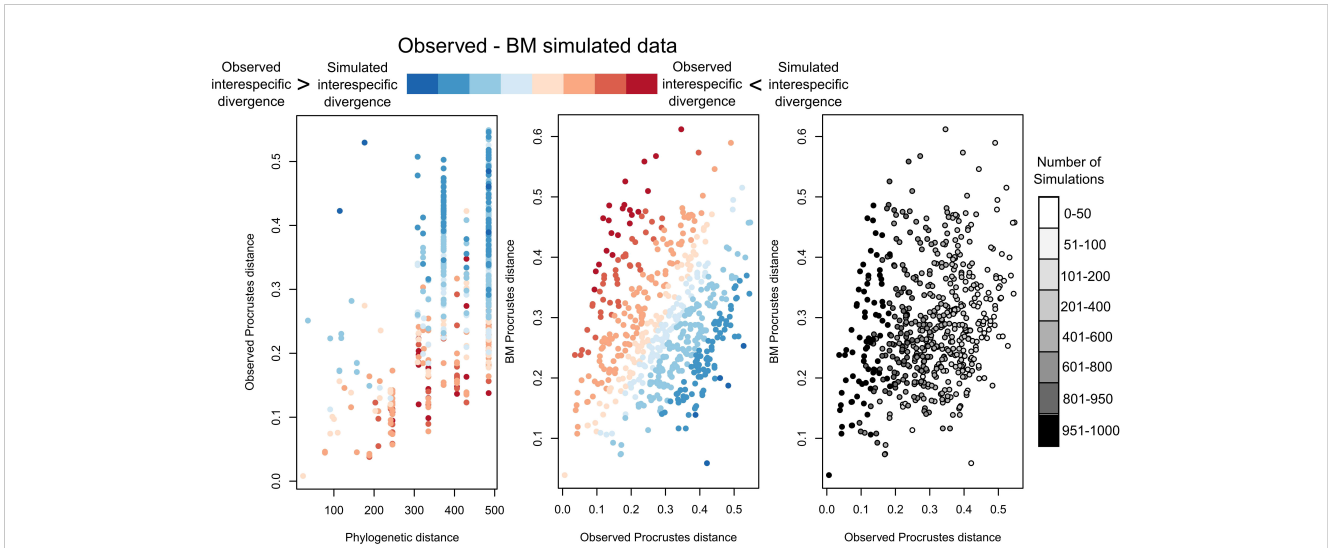 Observed - BM simulated data
Observed interespecific divergence
>
Simulated interespecific divergence
Observed interespecific divergence
<
Simulated interespecific divergence
Observed Procrustes distance
0.0 0.1 0.2 0.3 0.4 0.5
100 200 300 400 500
Phylogenetic distance
BM Procrustes distance
0.1 0.2 0.3 0.4 0.5 0.6
0.0 0.1 0.2 0.3 0.4 0.5
Observed Procrustes distance
BM Procrustes distance
0.1 0.2 0.3 0.4 0.5 0.6
0.0 0.1 0.2 0.3 0.4 0.5
Observed Procrustes distance
Number of
Simulations
0-50
51-100
101-200
201-400
401-600
601-800
801-950
951-1000